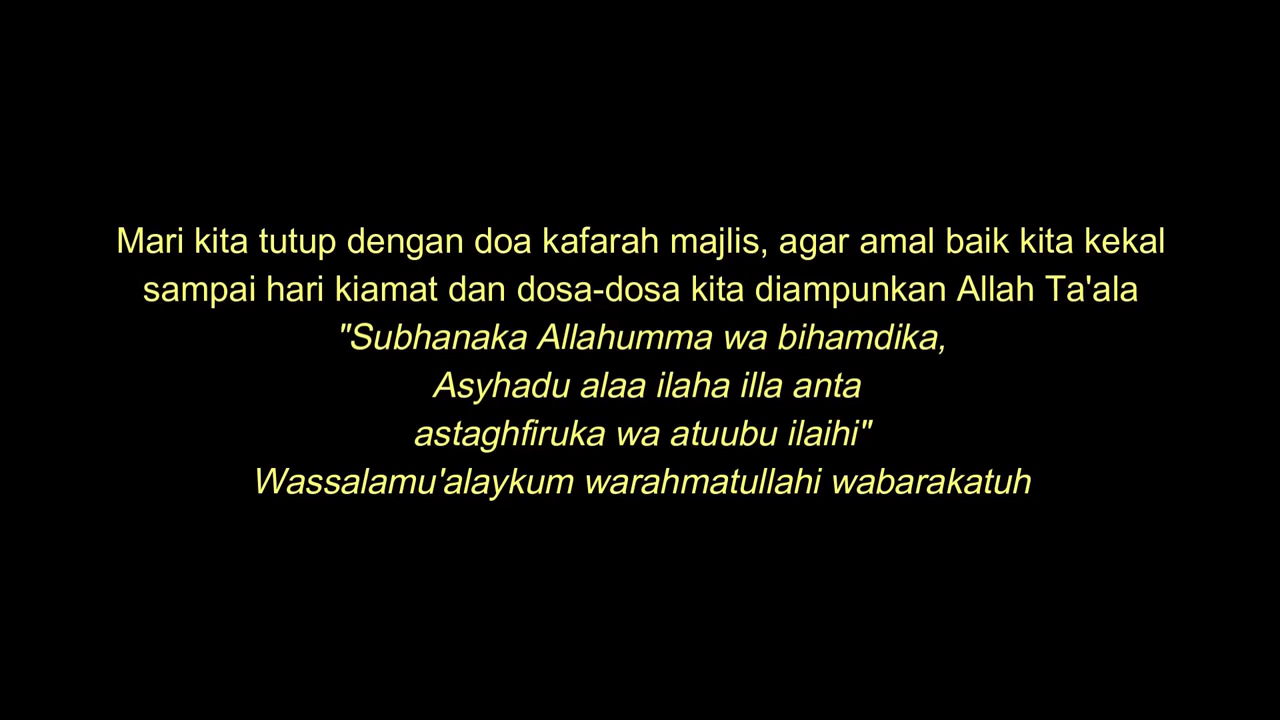 Mari kita tutup dengan doa kafarah majlis, agar amal baik kita kekal
sampai hari kiamat dan dosa-dosa kita diampunkan Allah Ta'ala
"Subhanaka Allahumma wa bihamdika,
Asyhadu alaa ilaha illa anta
astaghfiruka wa atuubu ilaihi"
Wassalamu'alaykum warahmatullahi wabarakatuh